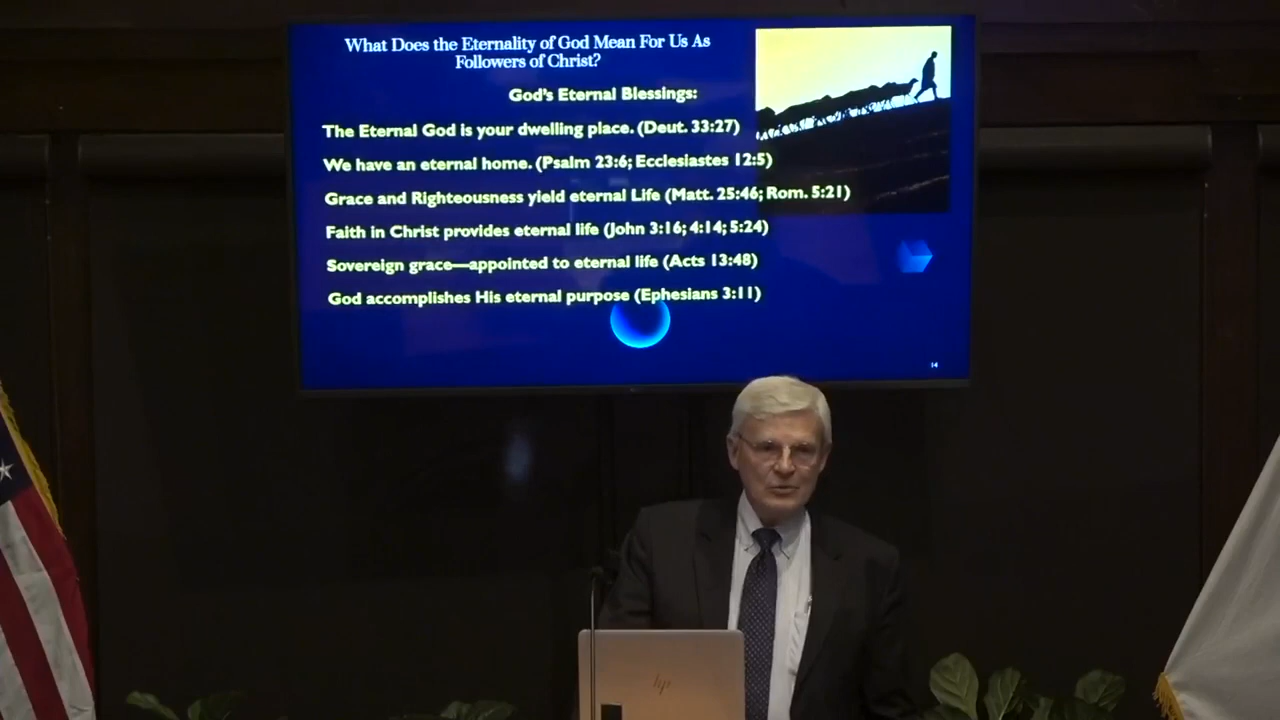 What Does the Eternality of God Mean For Us As
Followers of Christ?
God's Eternal Blessings:
The Eternal God is your dwelling place. (Deut. 33:27)
We have an eternal home. (Psalm 23:6; Ecclesiastes 12:5)
Grace and Righteousness yield eternal Life (Matt. 25:46; Rom. 5:21)
Faith in Christ provides eternal life (John 3:16; 4:14; 5:24)
Sovereign grace—appointed to eternal life (Acts 13:48)
God accomplishes His eternal purpose (Ephesians 3:11)
14
hp